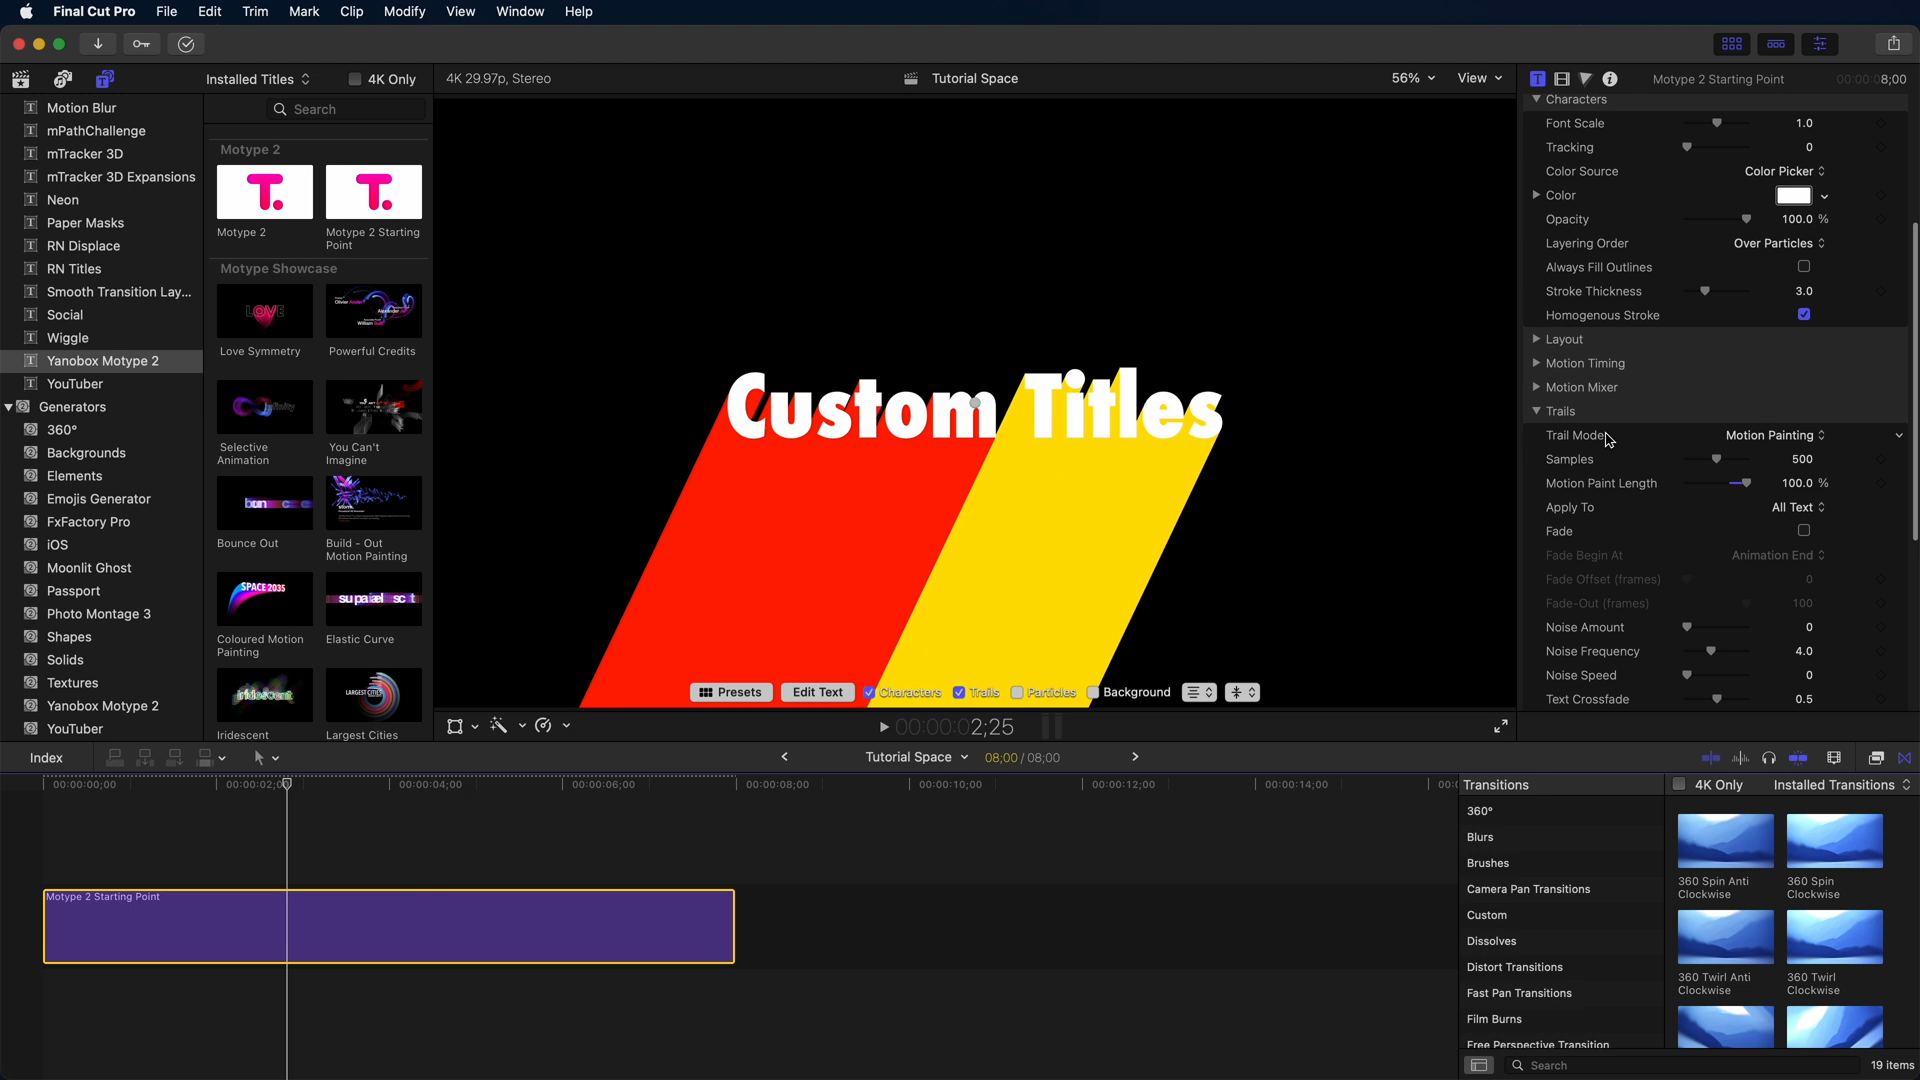 Final Cut Pro File Edit Trim Mark Clip Modify View Window Help
Installed Titles 4K Only
4K 29.97p, Stereo
Tutorial Space
56% View
Motype 2 Starting Point 00:00:08;00
Motion Blur
mPathChallenge
mTracker 3D
mTracker 3D Expansions
Neon
Paper Masks
RN Displace
RN Titles
Smooth Transition Lay...
Social
Wiggle
Yanobox Motype 2
YouTuber
Generators
360°
Backgrounds
Elements
Emojis Generator
FxFactory Pro
iOS
Moonlit Ghost
Passport
Photo Montage 3
Shapes
Solids
Textures
Yanobox Motype 2
YouTuber
Search
Motype 2
T. T.
Motype 2
Motype 2 Starting
Point
Motype Showcase
LOVE
Love Symmetry
Powerful Credits
Selective
Animation
You Can't
Imagine
Bounce Out
Build - Out
Motion Painting
SPACE 2035
Coloured Motion
Painting
Elastic Curve
iridescent
LARGEST CITIES
Iridescent
Largest Cities
Custom Titles
Presets Edit Text Characters Trails Particles Background
00:00:02;25
Characters
Font Scale 1.0
Tracking 0
Color Source Color Picker
Color
Opacity 100.0 %
Layering Order Over Particles
Always Fill Outlines
Stroke Thickness 3.0
Homogenous Stroke
Layout
Motion Timing
Motion Mixer
Trails
Trail Mode Motion Painting
Samples 500
Motion Paint Length 100.0 %
Apply To All Text
Fade
Fade Begin At Animation End
Fade Offset (frames) 0
Fade-Out (frames) 100
Noise Amount 0
Noise Frequency 4.0
Noise Speed 0
Text Crossfade 0.5
Index
Tutorial Space 08;00 / 08:00
00:00:00;00 00:00:02;0 00:00:04;00 00:00:06;00 00:00:08;00 00:00:10;00 00:00:12;00 00:00:14;00
Motype 2 Starting Point
Transitions
4K Only Installed Transitions
360°
Blurs
Brushes
Camera Pan Transitions
Custom
Dissolves
Distort Transitions
Fast Pan Transitions
Film Burns
Free Perspective Transition
360 Spin Anti
Clockwise
360 Spin
Clockwise
360 Twirl Anti
Clockwise
360 Twirl
Clockwise
Search
19 items